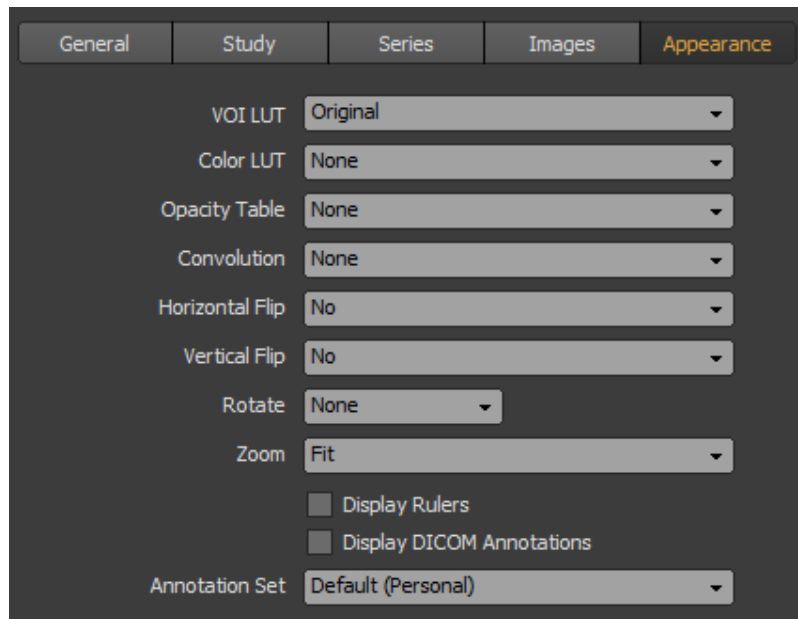 General Study Series Images Appearance
VOI LUT Original
Color LUT None
Opacity Table None
Convolution None
Horizontal Flip No
Vertical Flip No
Rotate None
Zoom Fit
Display Rulers
Display DICOM Annotations
Annotation Set Default (Personal)